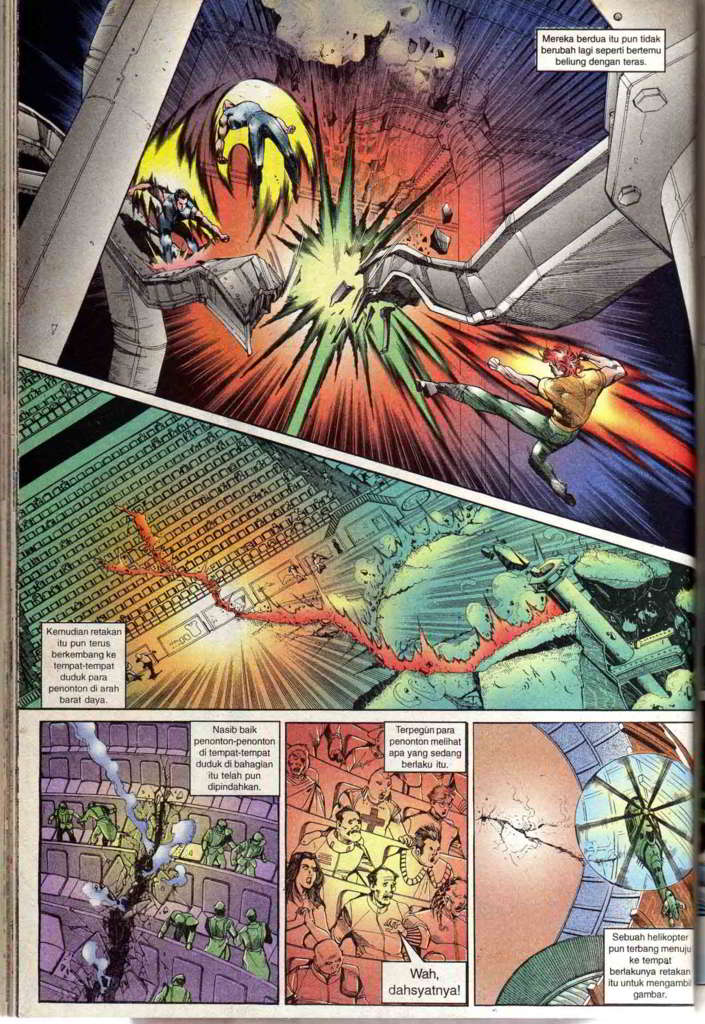 Mereka berdua itu pun tidak
berubah lagi seperti bertemu
beliung dengan teras.
Kemudian retakan
itu pun terus
berkembang ke
tempat-tempat
duduk para
penonton di arah
barat daya.
Nasib baik
penonton-penonton
di tempat-tempat
duduk di bahagian
itu telah pun
dipindahkan.
Terpegun para
penonton melihat
apa yang sedang
berlaku itu.
Wah,
dahsyatnya!
Sebuah helikopter
pun terbang menuju
ke tempat
berlakunya retakan
itu untuk mengambil
gambar.